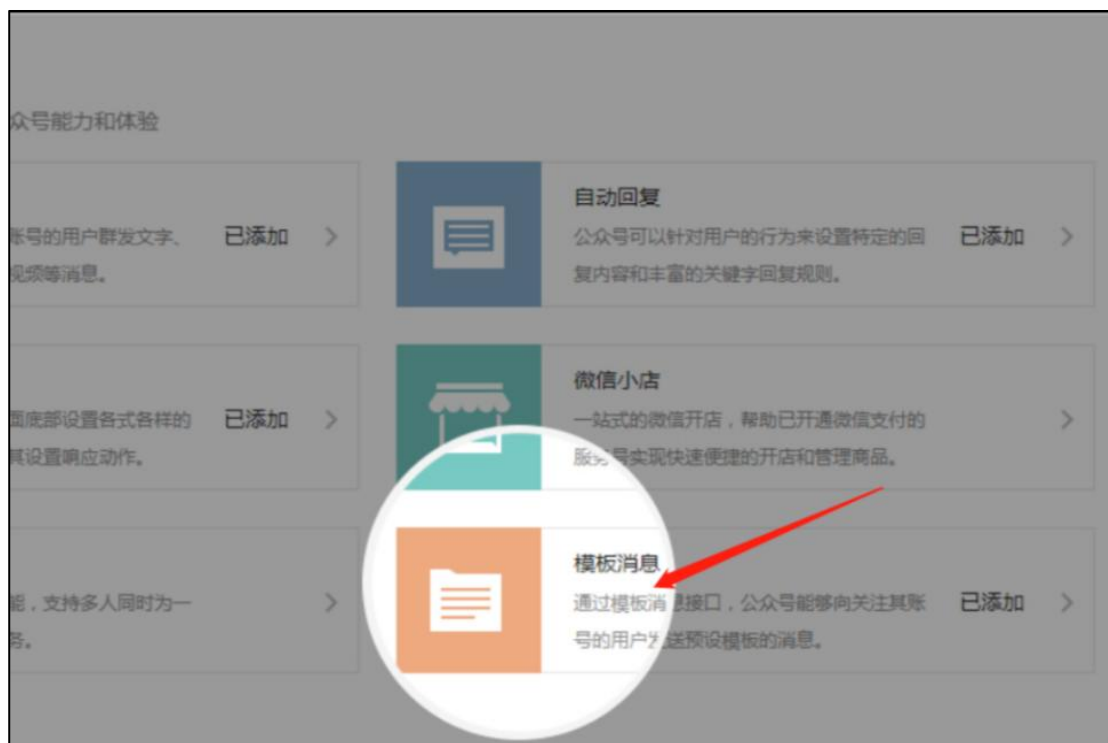 众号能力和体验
账号的用户群发文字、
视频等消息。
已添加
自动回复
公众号可以针对用户的行为来设置特定的回
复内容和丰富的关键字回复规则。
已添加
面底部设置各式各样的
其设置响应动作。
已添加
微信小店
一站式的微信开店，帮助已开通微信支付的
服务号实现快速便捷的开店和管理商品。
能，支持多人同时为一
务。
模板消息
通过模板消息接口，公众号能够向关注其账
号的用户发送预设模板的消息。
已添加